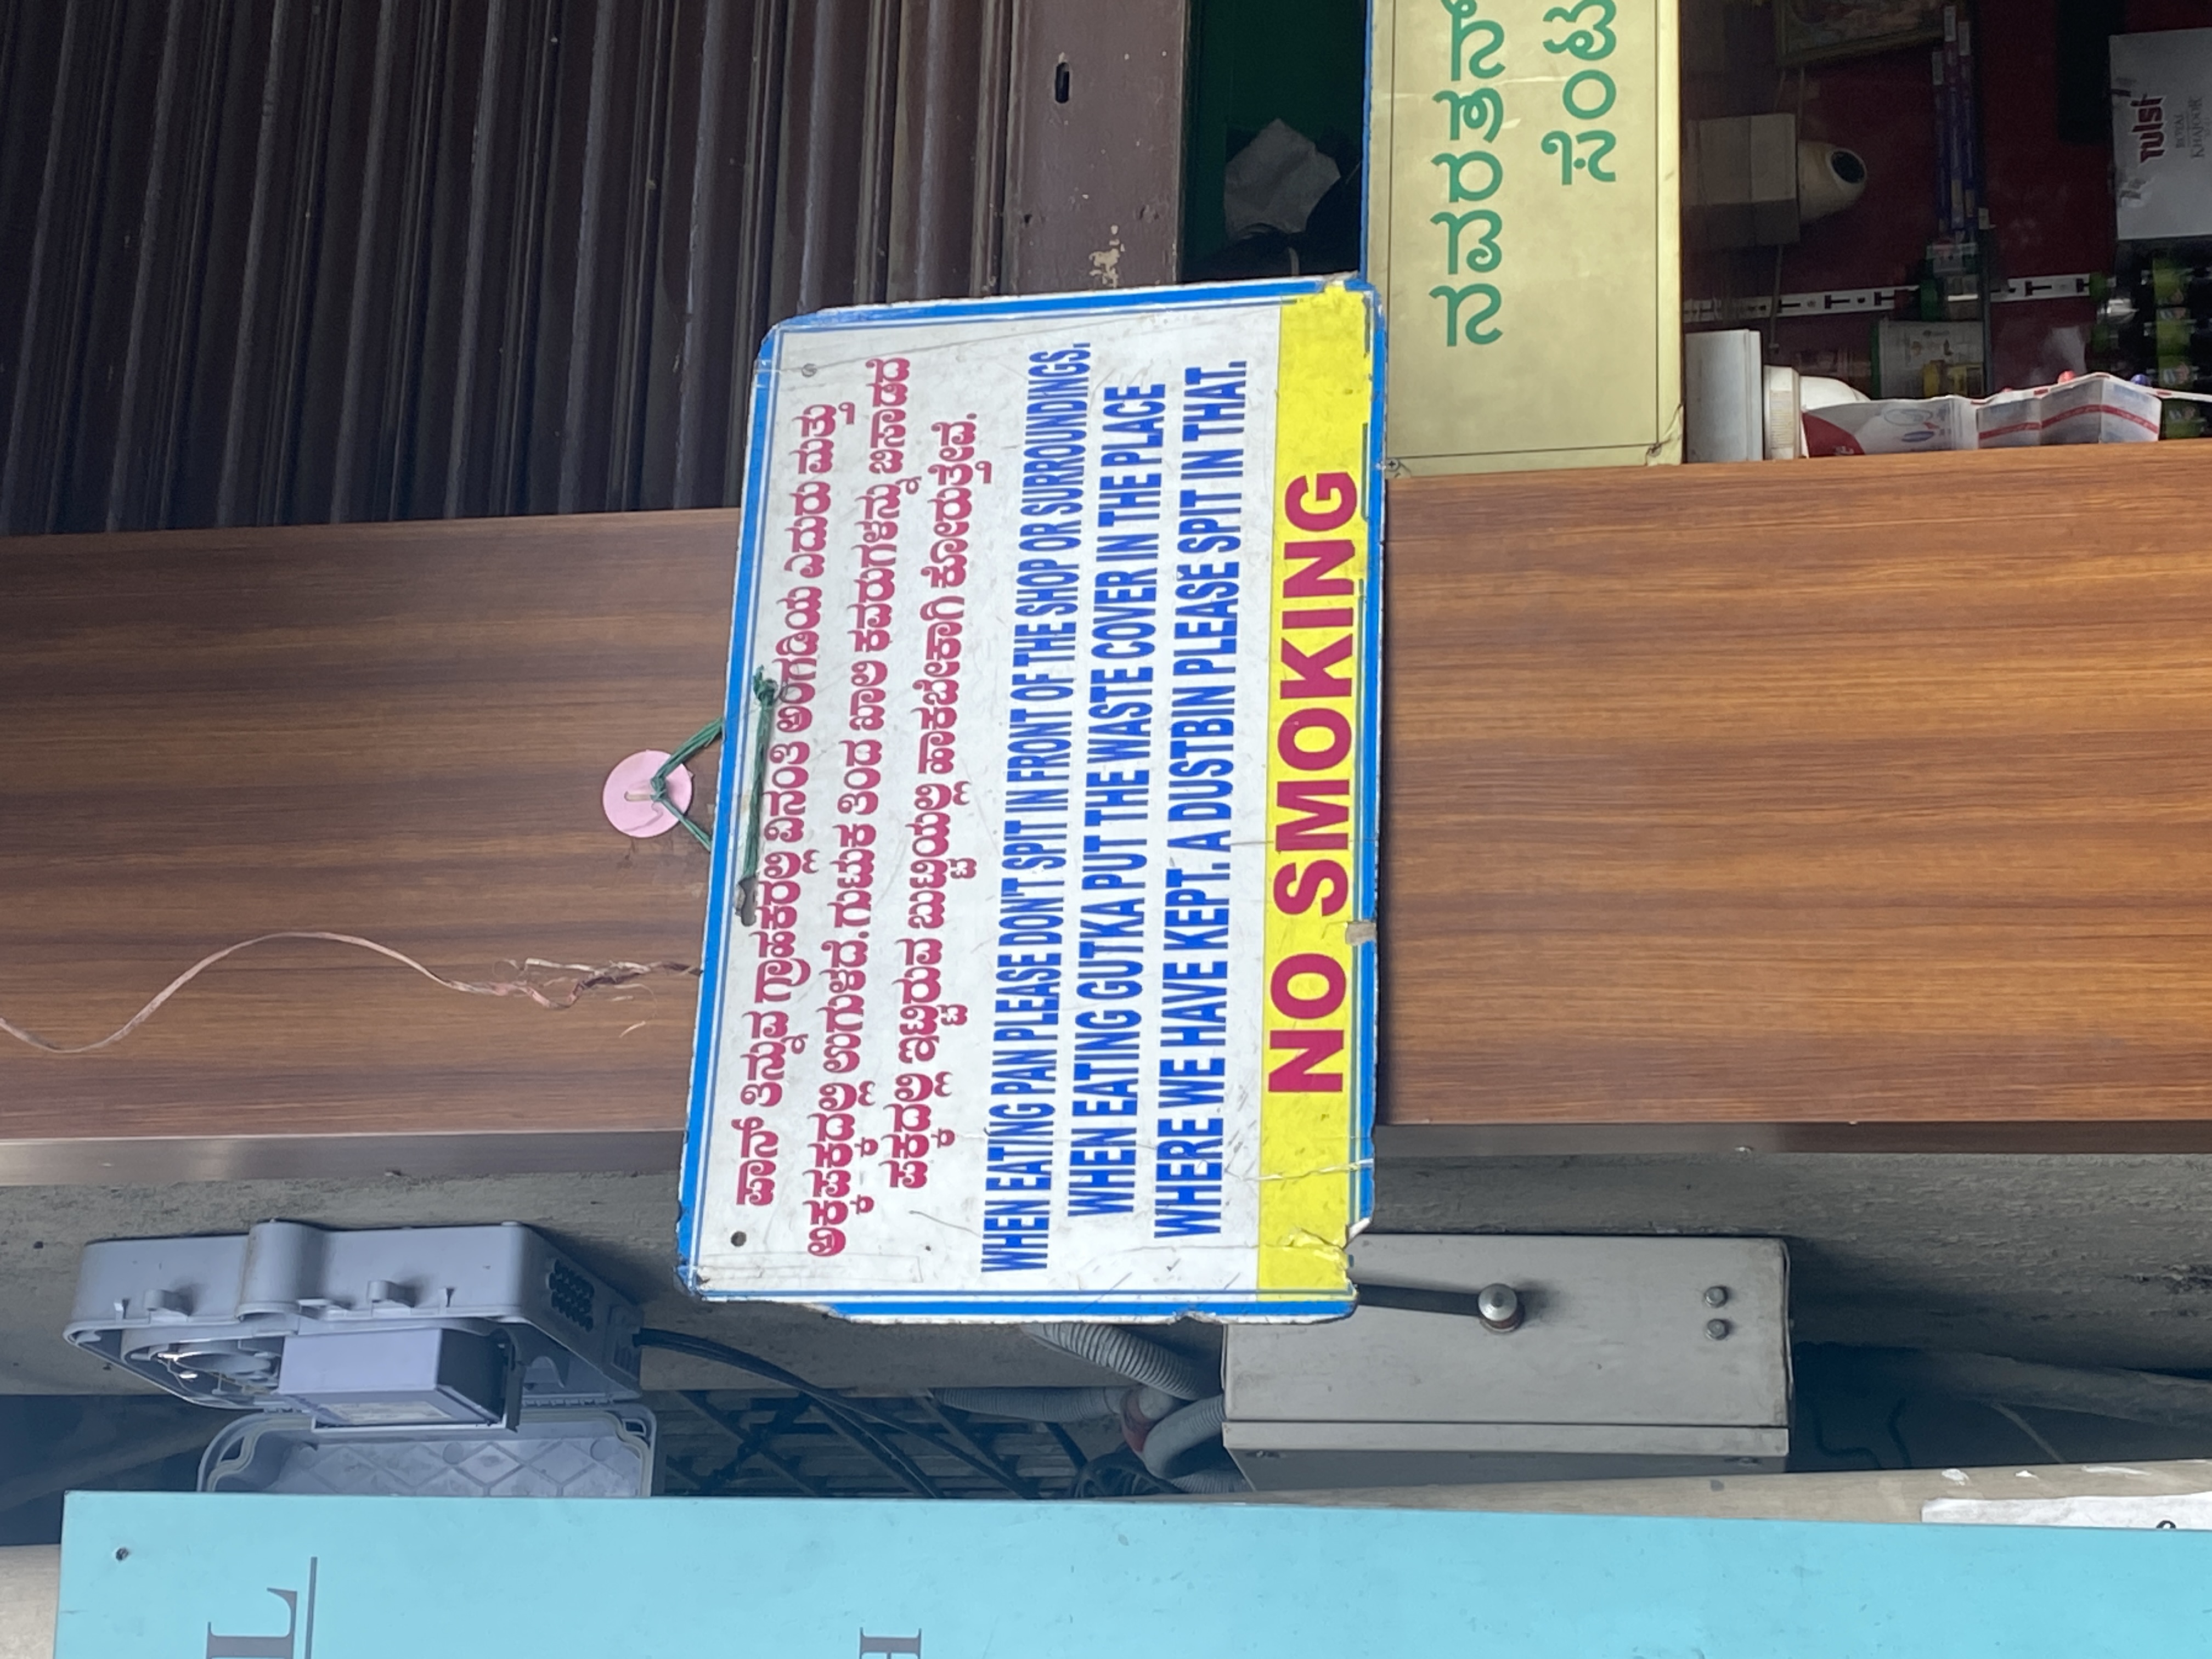 L
H
ಪಾನ್ ತಿನ್ನುವ ಗ್ರಾಹಕರಲ್ಲಿ ವಿನಂತಿ ಅಂಗಡಿಯ ಎದುರು ಮತ್ತು
ಅಕ್ಕಪಕ್ಕದಲ್ಲಿ ಉಗುಳದೆ. ಗುಟುಕ ತಿಂದ ಖಾಲಿ ಕವರುಗಳನ್ನು ಬಿಸಾಡದೆ
ಪಕ್ಕದಲ್ಲಿ ಇಟ್ಟಿರುವ ಬುಟ್ಟಿಯಲ್ಲಿ ಹಾಕಬೇಕಾಗಿ ಕೋರುತ್ತೇವೆ.
WHEN EATING PAN PLEASE DON'T SPIT IN FRONT OF THE SHOP OR SURROUNDINGS.
WHEN EATING GUTKA PUT THE WASTE COVER IN THE PLACE
WHERE WE HAVE KEPT. A DUSTBIN PLEASE SPIT IN THAT.
NO SMOKING
ನವರತನ್
ಸೆಂಟ
Tulsi
ROYAL
KHAJOOR